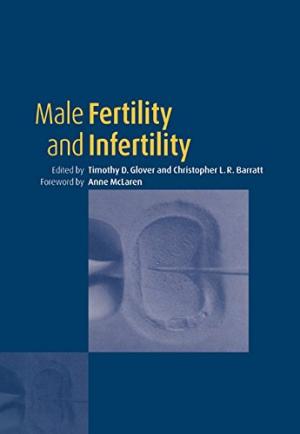 Male Fertility
and Infertility
Edited by Timothy D. Glover and Christopher L. R. Barratt
Foreword by Anne McLaren